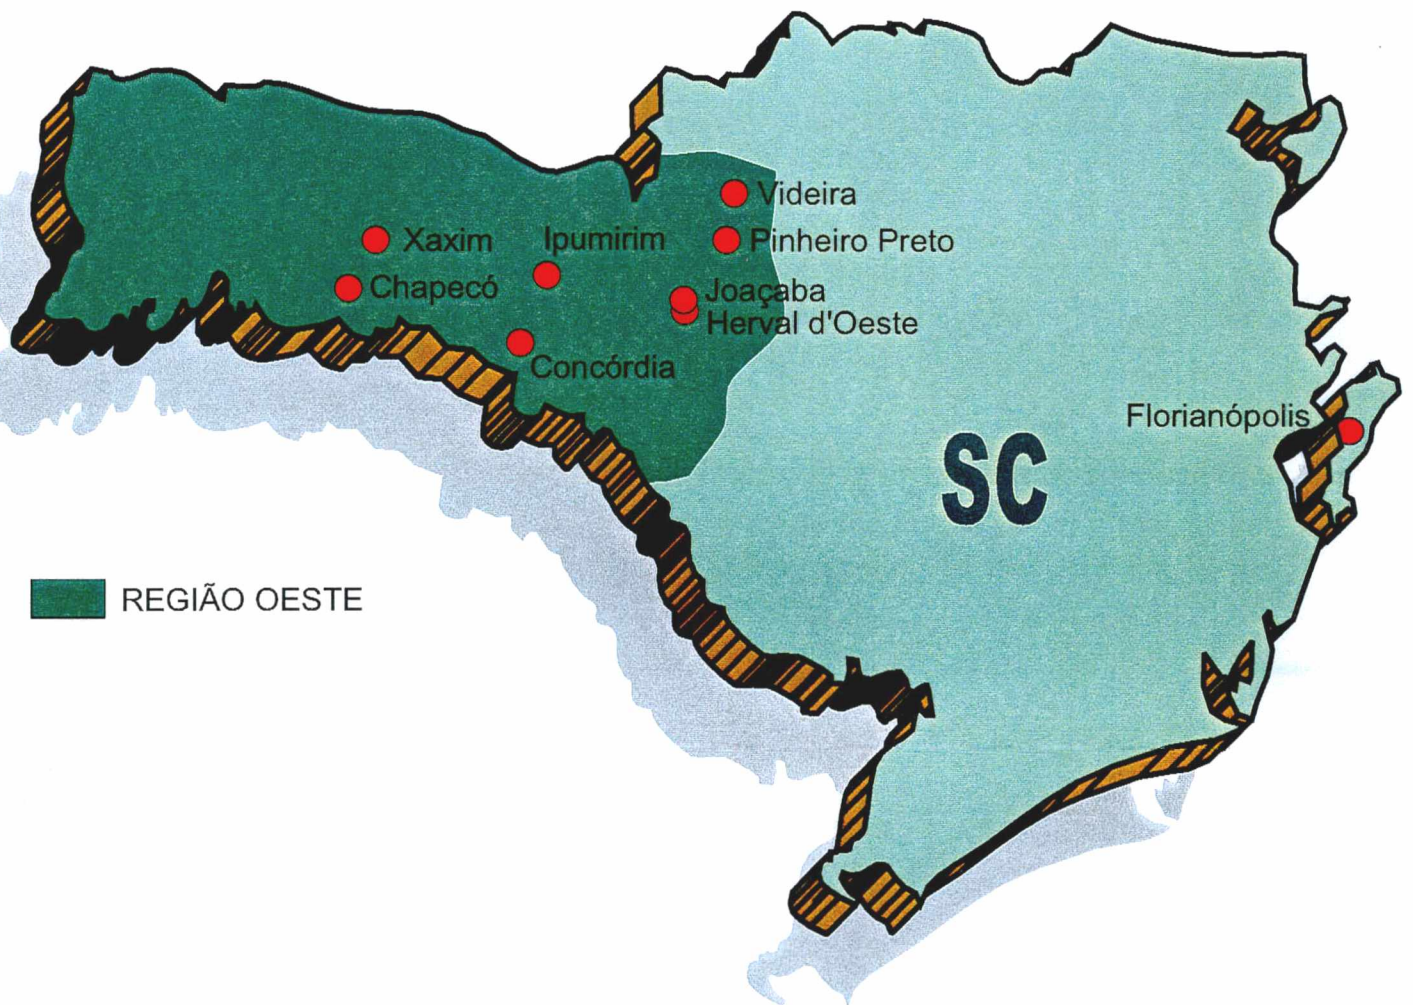 Videira
Xaxim
Ipumirim
Pinheiro Preto
Chapecó
Joaçaba
Herval d'Oeste
Concórdia
Florianópolis
SC
REGIÃO OESTE